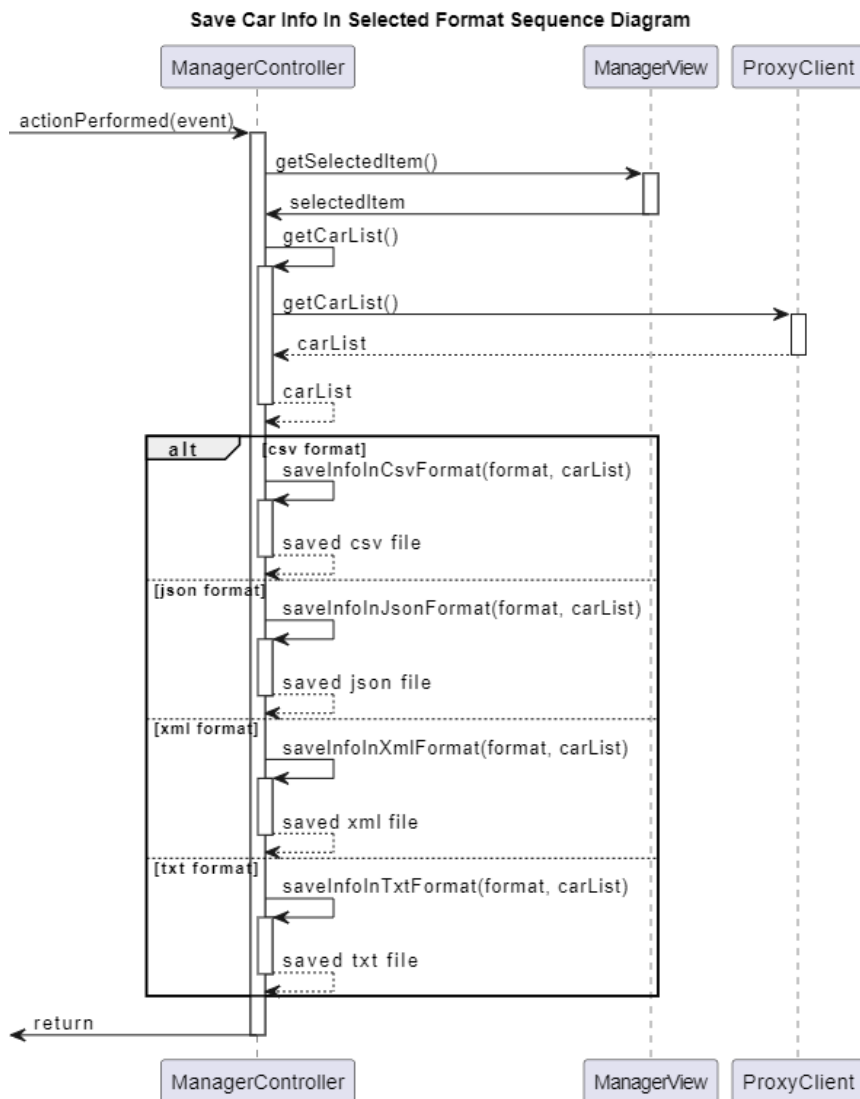 Save Car Info In Selected Format Sequence Diagram
ManagerController ManagerView ProxyClient
actionPerformed(event)
getSelectedItem()
selectedItem
getCarList()
getCarList()
carList
carList
alt [csv format]
saveInfoInCsvFormat(format, carList)
saved csv file
[json format]
saveInfoInJsonFormat(format, carList)
saved json file
[xml format]
saveInfoInXmlFormat(format, carList)
saved xml file
[txt format]
saveInfoInTxtFormat(format, carList)
saved txt file
return
ManagerController ManagerView ProxyClient